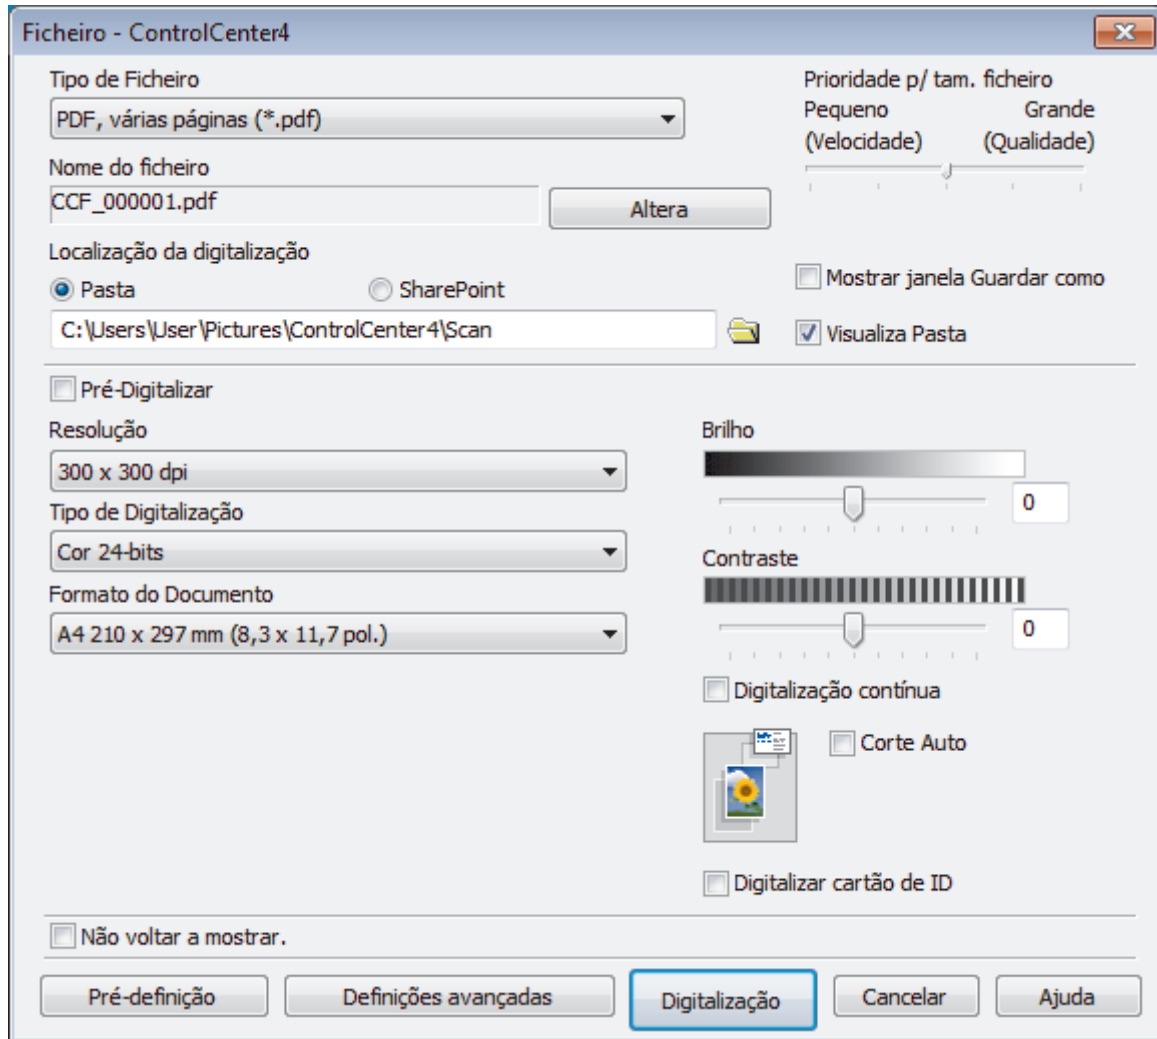 Ficheiro - ControlCenter4
Tipo de Ficheiro
PDF, várias páginas (*.pdf)
Prioridade p/ tam. ficheiro
Pequeno Grande
(Velocidade) (Qualidade)
Nome do ficheiro
CCF_000001.pdf
Altera
Localização da digitalização
Pasta SharePoint
C:\Users\User\Pictures\ControlCenter4\Scan
Mostrar janela Guardar como
Visualiza Pasta
Pré-Digitalizar
Resolução
300 x 300 dpi
Tipo de Digitalização
Cor 24-bits
Formato do Documento
A4 210 x 297 mm (8,3 x 11,7 pol.)
Brilho
0
Contraste
0
Digitalização contínua
Corte Auto
Digitalizar cartão de ID
Não voltar a mostrar.
Pré-definição Definições avançadas Digitalização Cancelar Ajuda